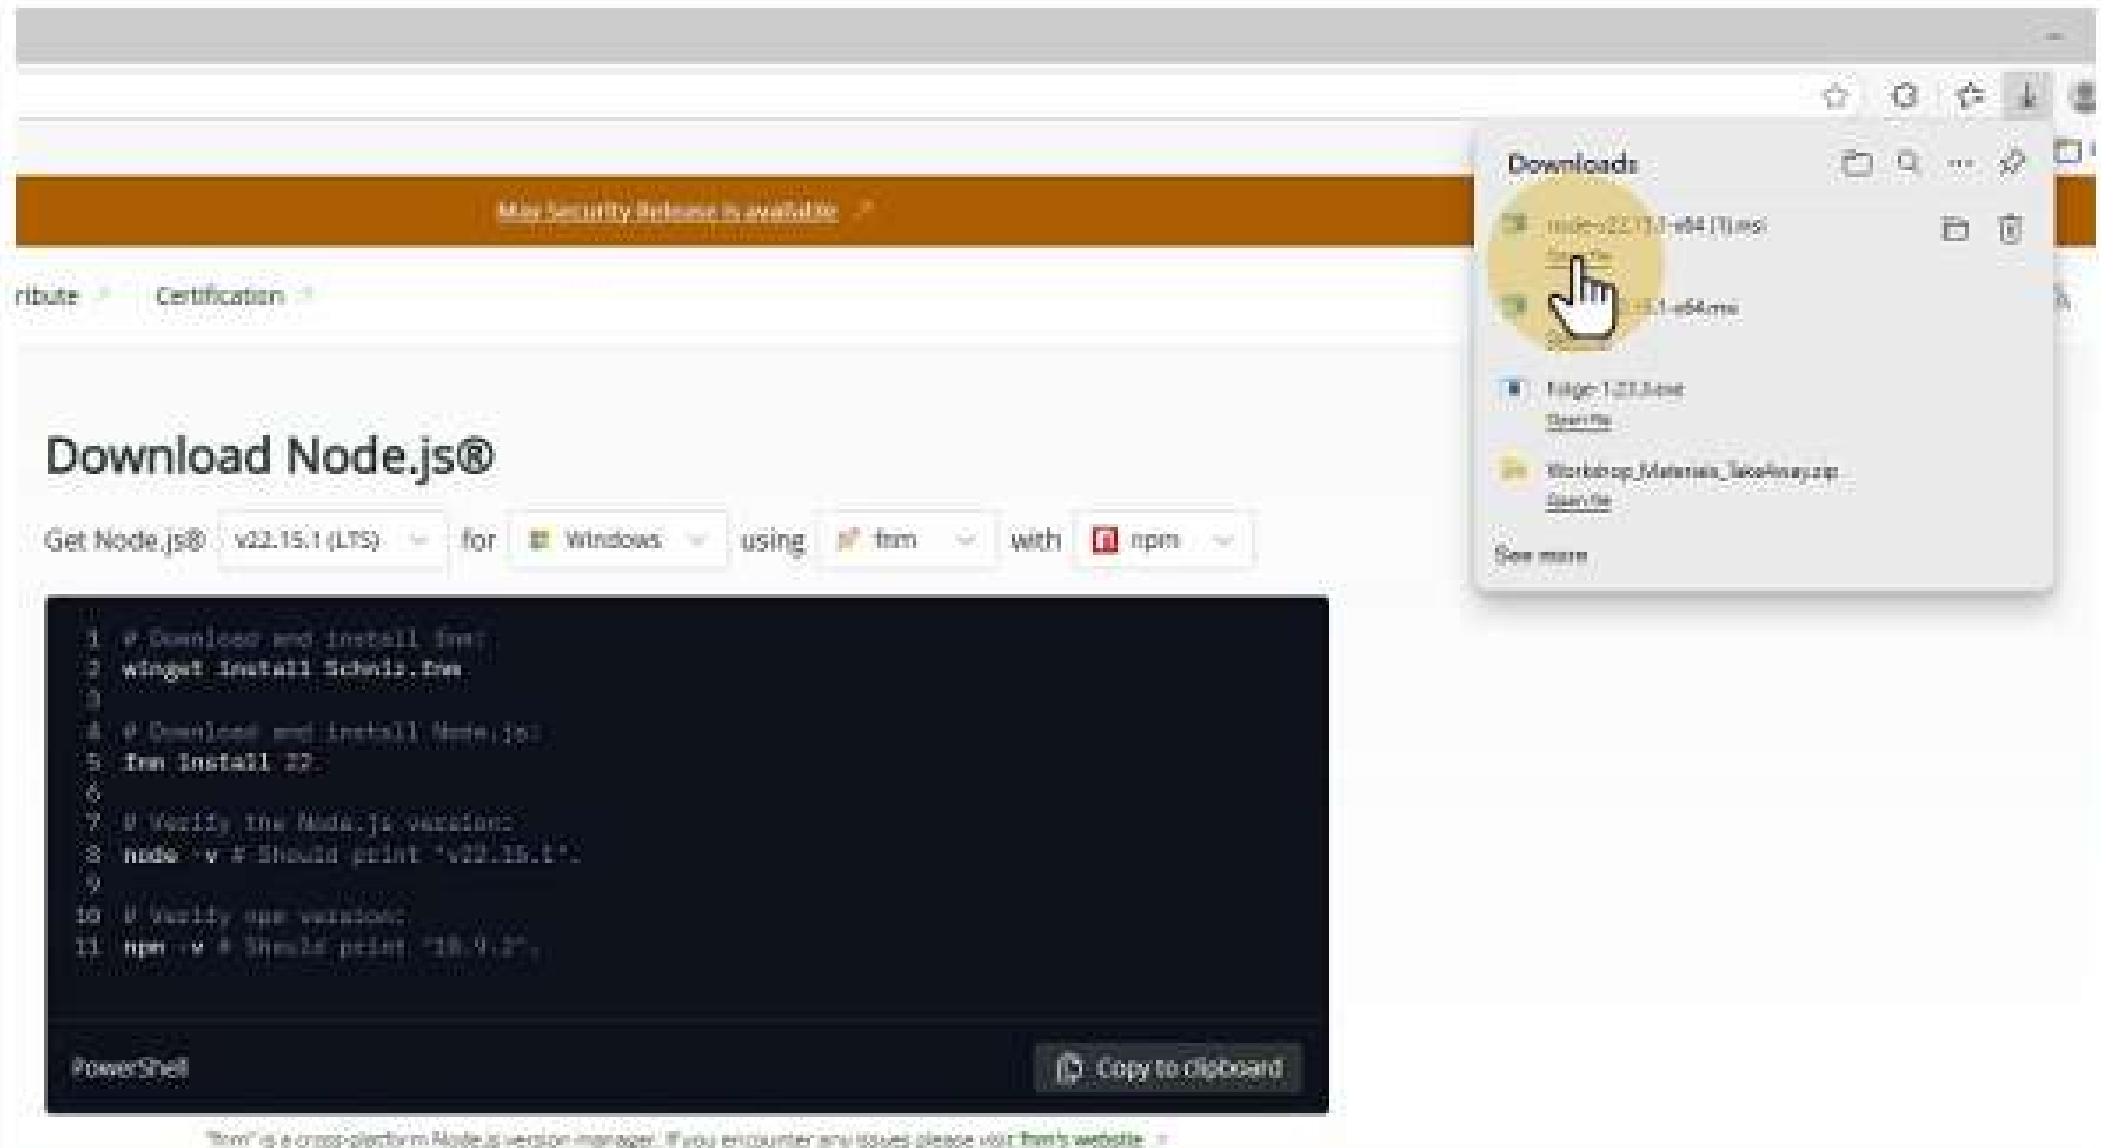 May Security Release is available
ribute
Certification
Downloads
node-v22.15.1-x64 (1).msi
Open file
.1-x64.msi
Open file
Workshop_Materials_TakeAway.zip
Open file
See more
Download Node.js®
Get Node.js® v22.15.1 (LTS) for Windows using fnm with npm
1 # Download and install fnm:
2 winget install Schniz.fnm
3
4 # Download and install Node.js:
5 fnm install 22
6
7 # Verify the Node.js version:
8 node -v # Should print "v22.15.1".
9
10 # Verify npm version:
11 npm -v # Should print "10.9.2".
PowerShell
Copy to clipboard
"fnm" is a cross-platform Node.js version manager. If you encounter any issues please visit fnm's website